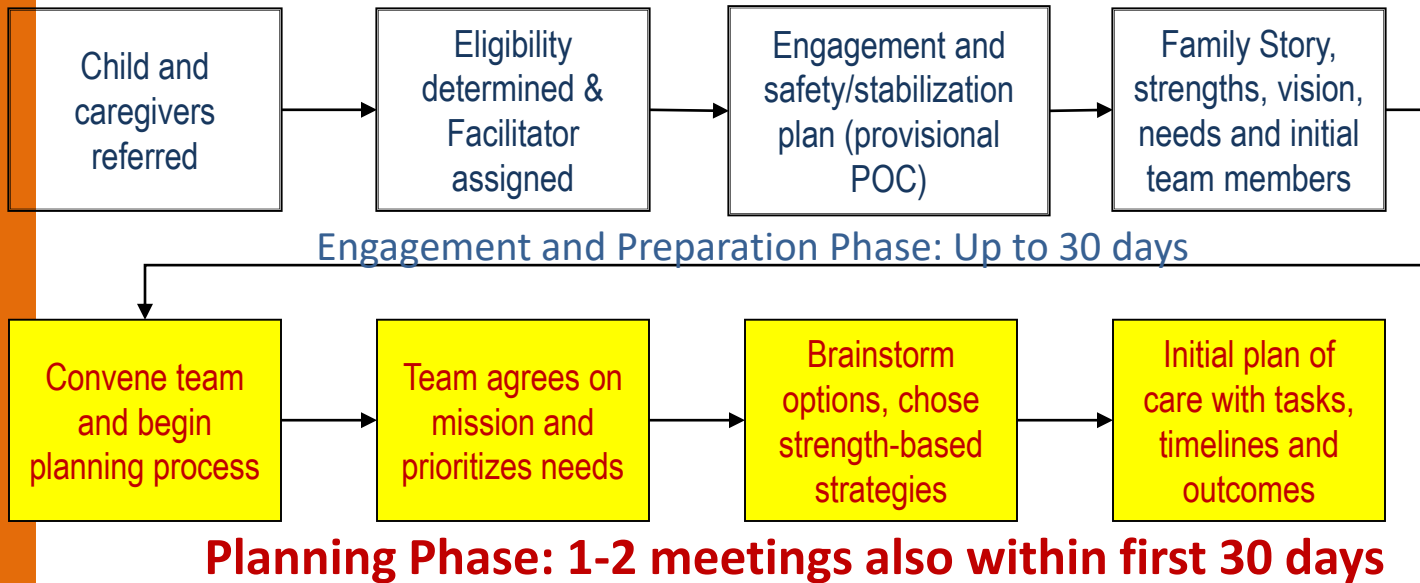 Child and
caregivers
referred
Eligibility
determined &
Facilitator
assigned
Engagement and
safety/stabilization
plan (provisional
POC)
Family Story,
strengths, vision,
needs and initial
team members
Engagement and Preparation Phase: Up to 30 days
Convene team
and begin
planning process
Team agrees on
mission and
prioritizes needs
Brainstorm
options, chose
strength-based
strategies
Initial plan of
care with tasks,
timelines and
outcomes
Planning Phase: 1-2 meetings also within first 30 days